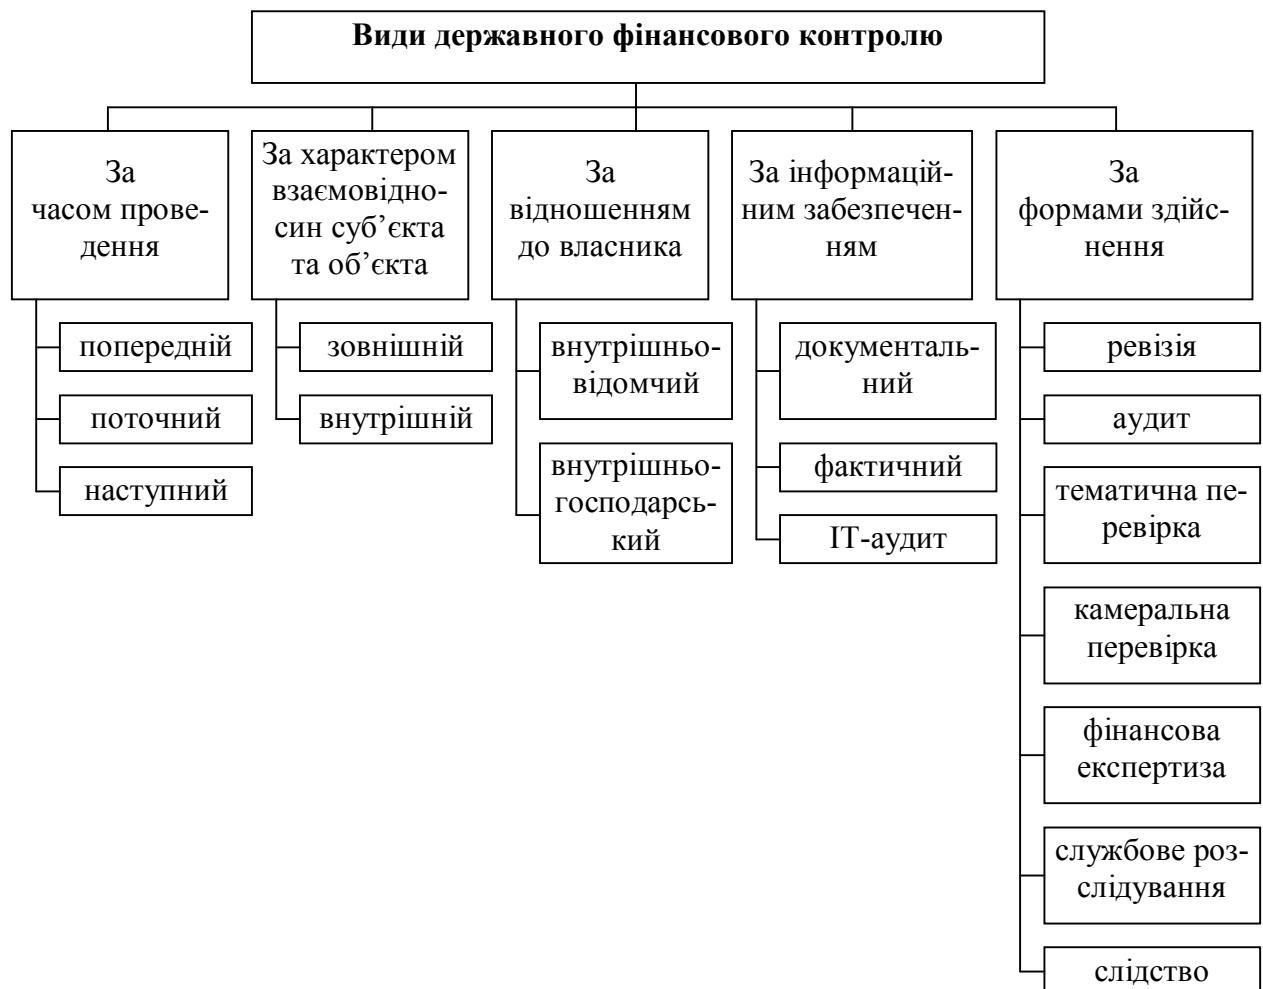 Види державного фінансового контролю
За
часом прове-
дення
попередній
поточний
наступний
За характером
взаємовідно-
син суб’єкта
та об’єкта
зовнішній
внутрішній
За
відношенням
до власника
внутрішньо-
відомчий
внутрішньо-
господарсь-
кий
За інформацій-
ним забезпечен-
ням
документаль-
ний
фактичний
ІТ-аудит
За
формами здійс-
нення
ревізія
аудит
тематична пе-
ревірка
камеральна
перевірка
фінансова
експертиза
службове роз-
слідування
слідство